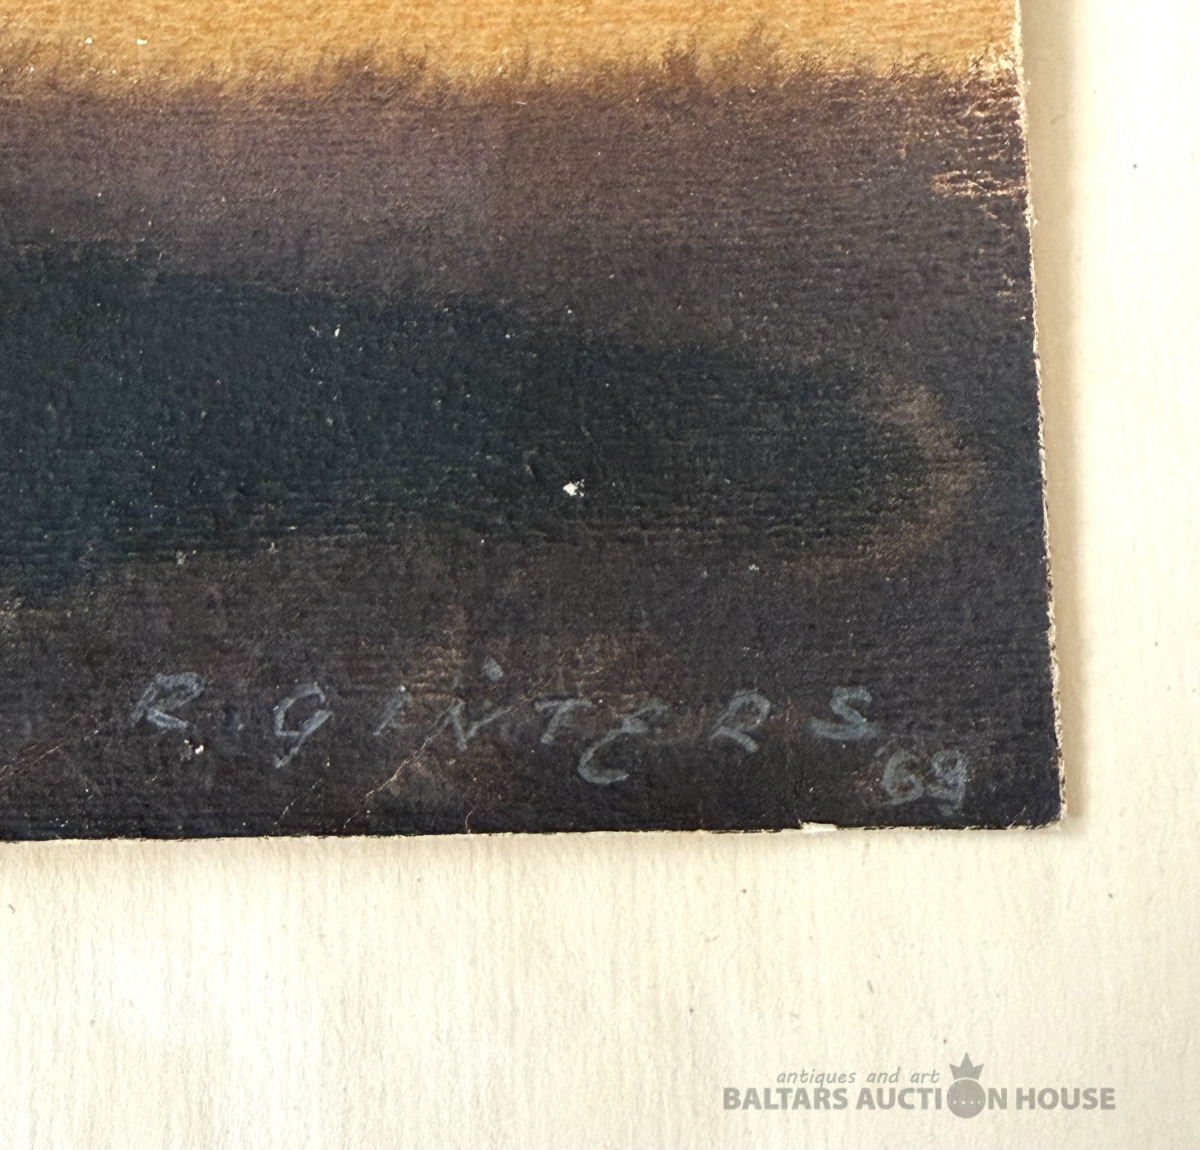 R. GINTERS
69
antiques and art
BALTARS AUCTION HOUSE